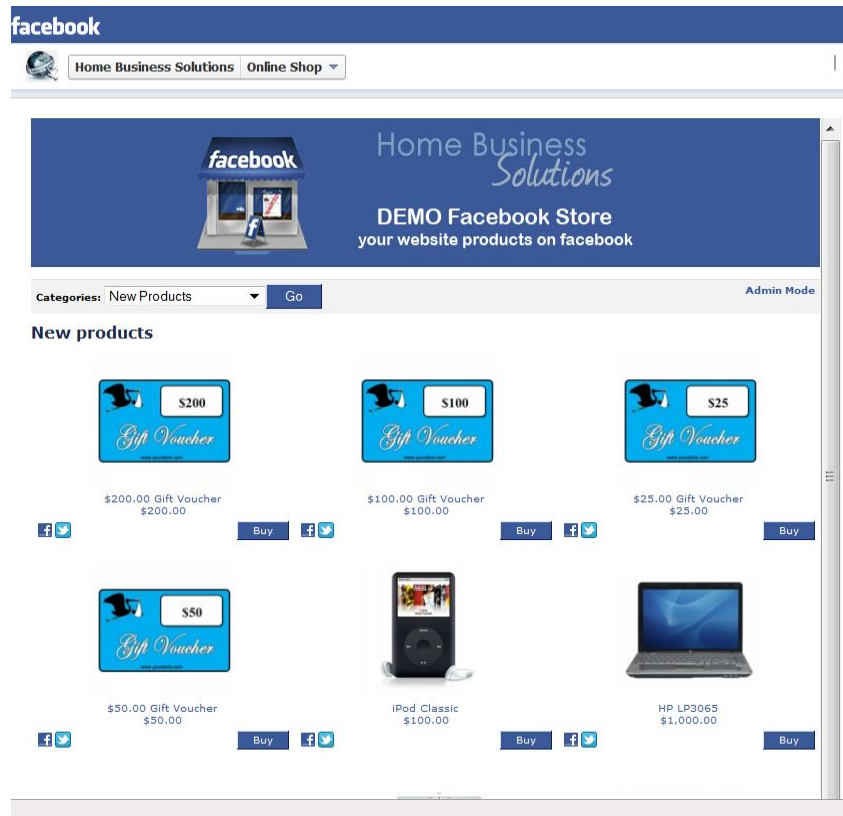 facebook
Home Business Solutions Online Shop
facebook
Home Business
Solutions
DEMO Facebook Store
your website products on facebook
Categories: New Products Go
Admin Mode
New products
$200
Gift Voucher
$100
Gift Voucher
$25
Gift Voucher
$200.00 Gift Voucher
$200.00
Buy
$100.00 Gift Voucher
$100.00
Buy
$25.00 Gift Voucher
$25.00
Buy
$50
Gift Voucher
$50.00 Gift Voucher
$50.00
Buy
iPod Classic
$100.00
Buy
HP LP3065
$1,000.00
Buy